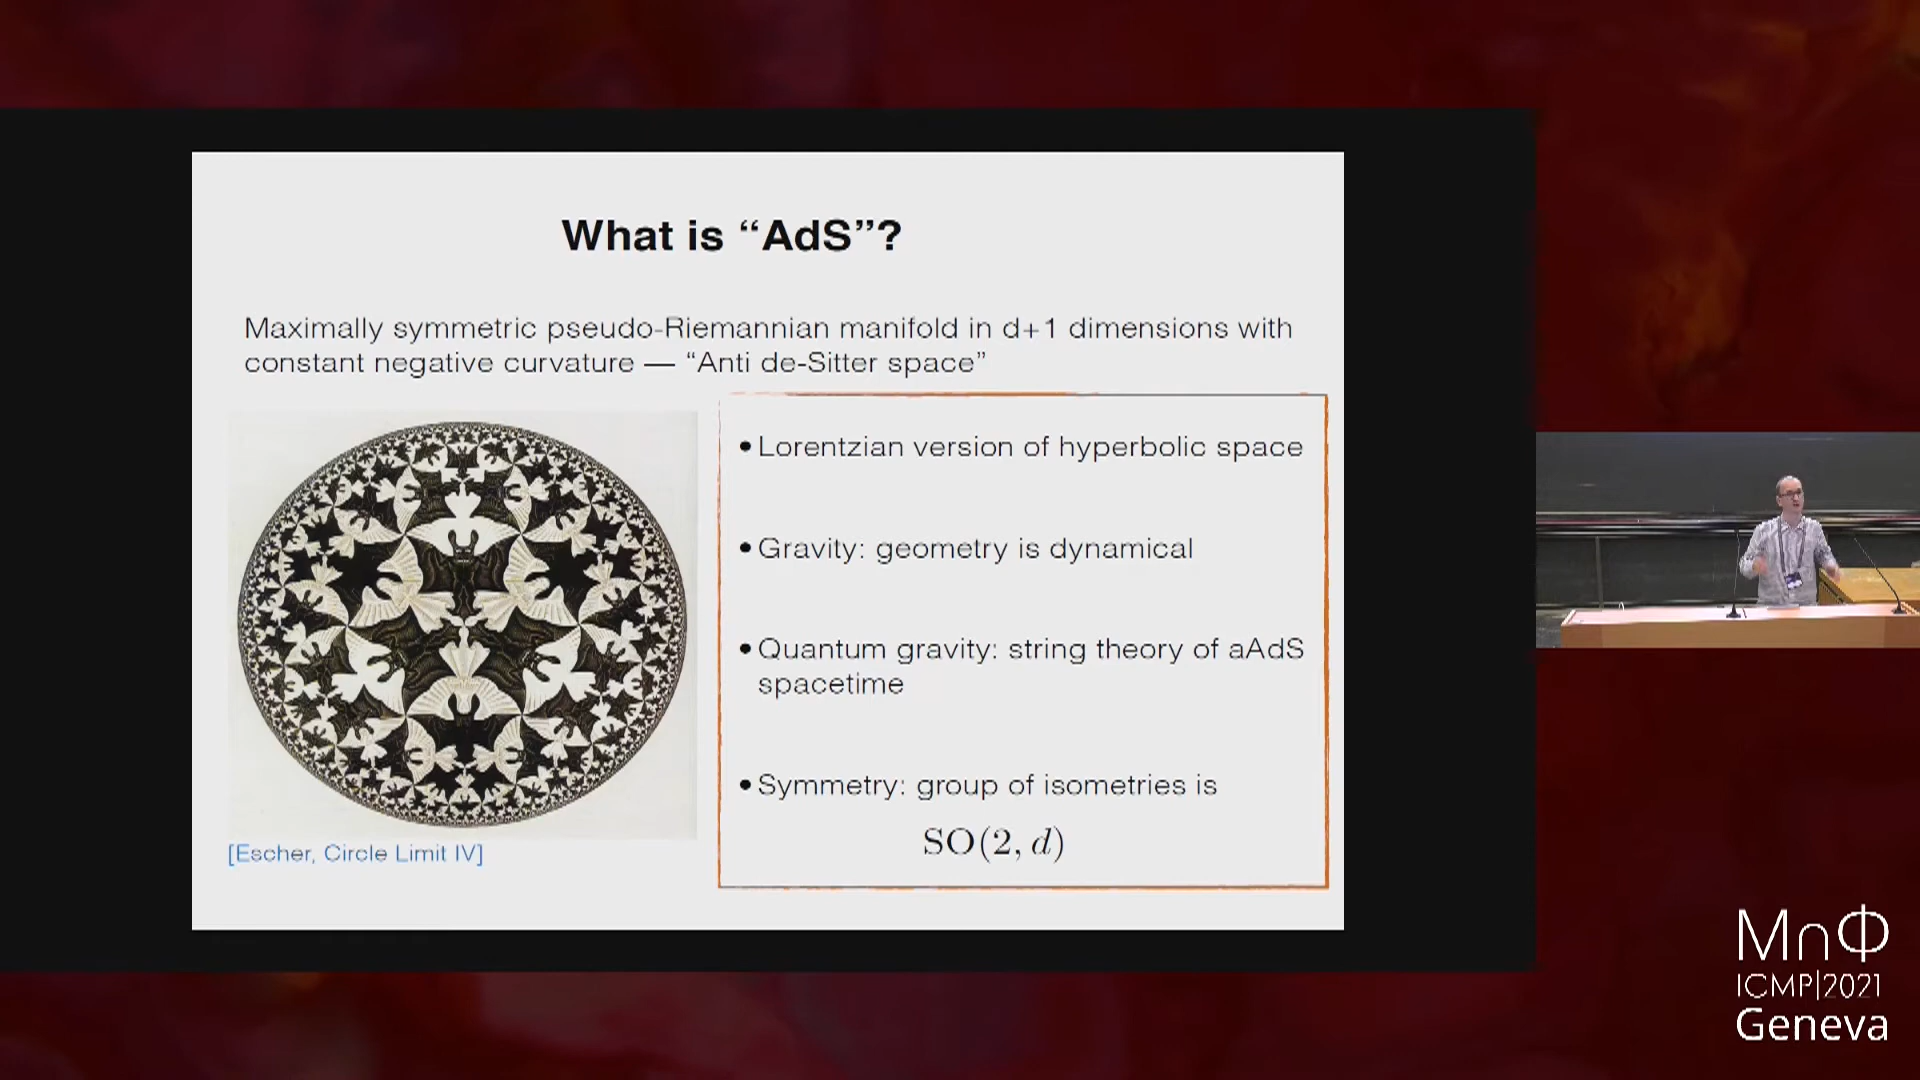 What is “AdS”?
Maximally symmetric pseudo-Riemannian manifold in d+1 dimensions with
constant negative curvature — “Anti de-Sitter space”
•Lorentzian version of hyperbolic space
•Gravity: geometry is dynamical
•Quantum gravity: string theory of aAdS
spacetime
•Symmetry: group of isometries is
SO(2, d)
[Escher, Circle Limit IV]
M∩Φ
ICMP|2021
Geneva